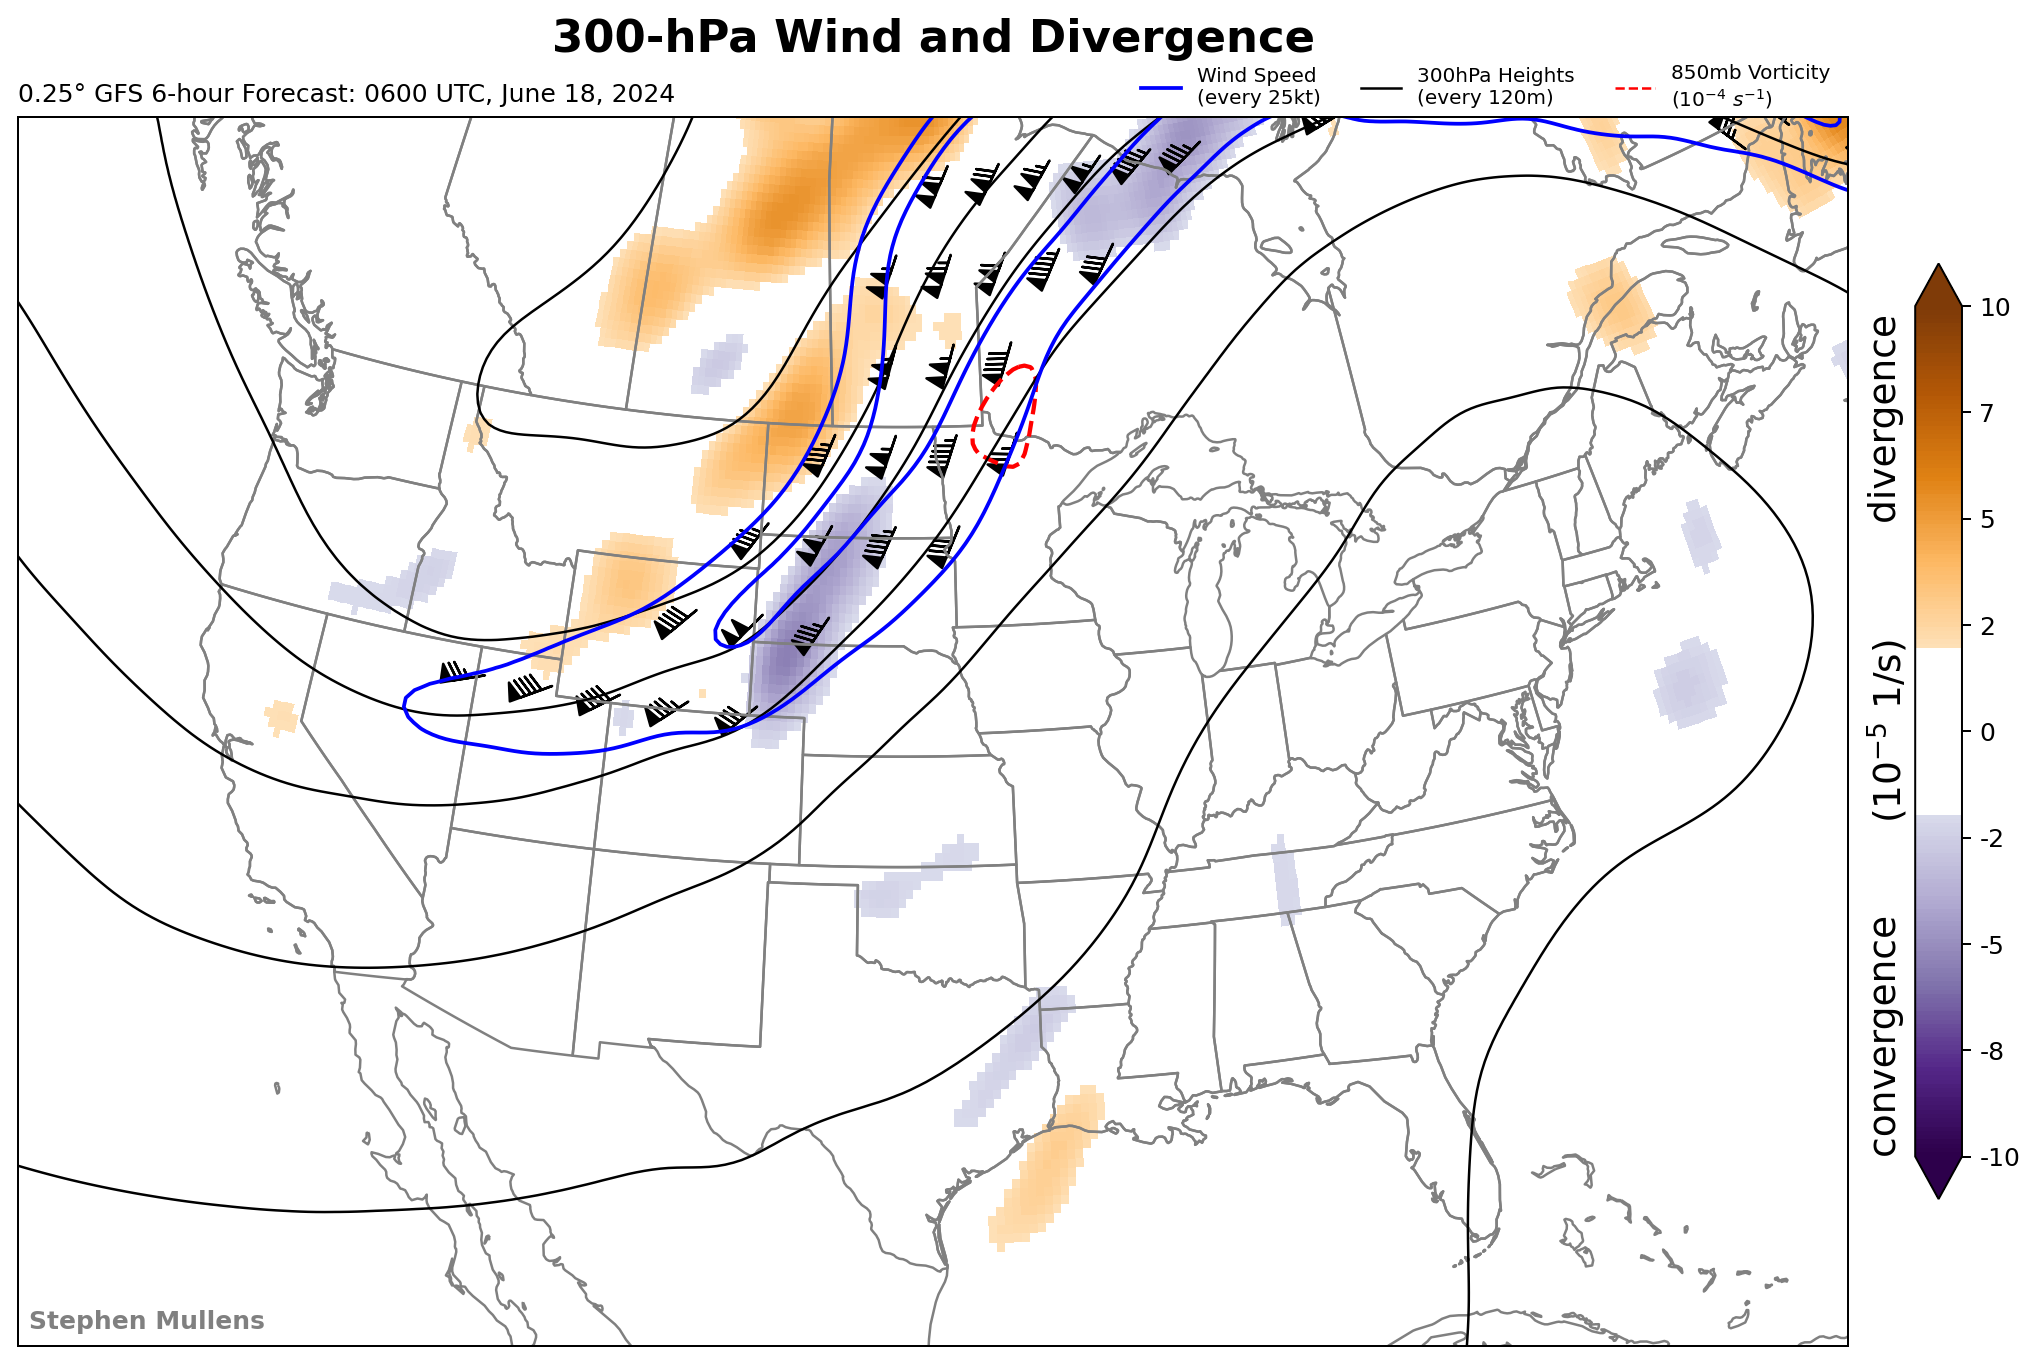 300-hPa Wind and Divergence
0.25° GFS 6-hour Forecast: 0600 UTC, June 18, 2024
Wind Speed
(every 25kt)
300hPa Heights
(every 120m)
850mb Vorticity
(10⁻⁴ s⁻¹)
10
7
5
2
0
-2
-5
-8
-10
divergence
(10⁻⁵ 1/s)
convergence
Stephen Mullens